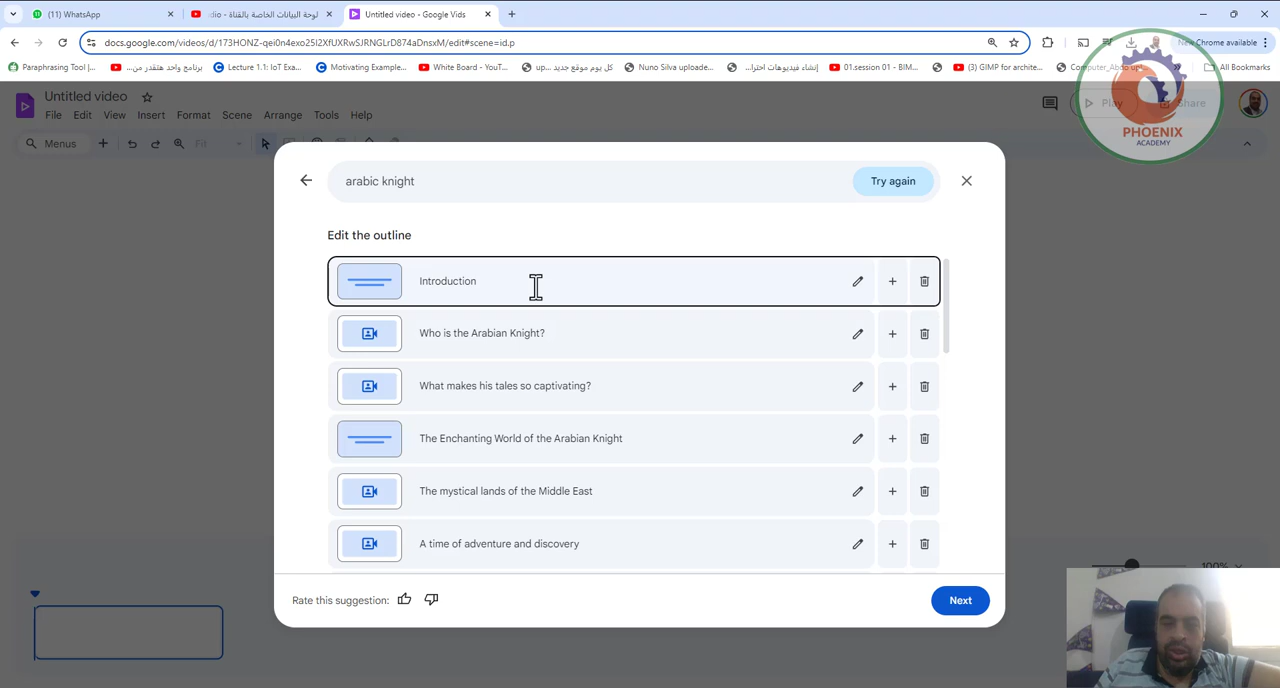 (11) WhatsApp
لوحة البيانات الخاصة بالقناة - dio
Untitled video - Google Vids
docs.google.com/videos/d/173HONZ-qei0n4exo25I2XfUXRwSJRNGLrD874aDnsxM/edit#scene=id.p
New Chrome available
Paraphrasing Tool |...
برنامج واحد هتقدر من...
Lecture 1.1: IoT Exa...
Motivating Example...
White Board - YouT...
كل يوم موقع جديد ...up
Nuno Silva uploade...
إنشاء فيديوهات احترا...
01.session 01 - BIM...
(3) GIMP for archite...
All Bookmarks
Untitled video
File Edit View Insert Format Scene Arrange Tools Help
Play
Share
PHOENIX
ACADEMY
Menus
Fit
arabic knight
Try again
Edit the outline
Introduction
Who is the Arabian Knight?
What makes his tales so captivating?
The Enchanting World of the Arabian Knight
The mystical lands of the Middle East
A time of adventure and discovery
100%
Rate this suggestion:
Next